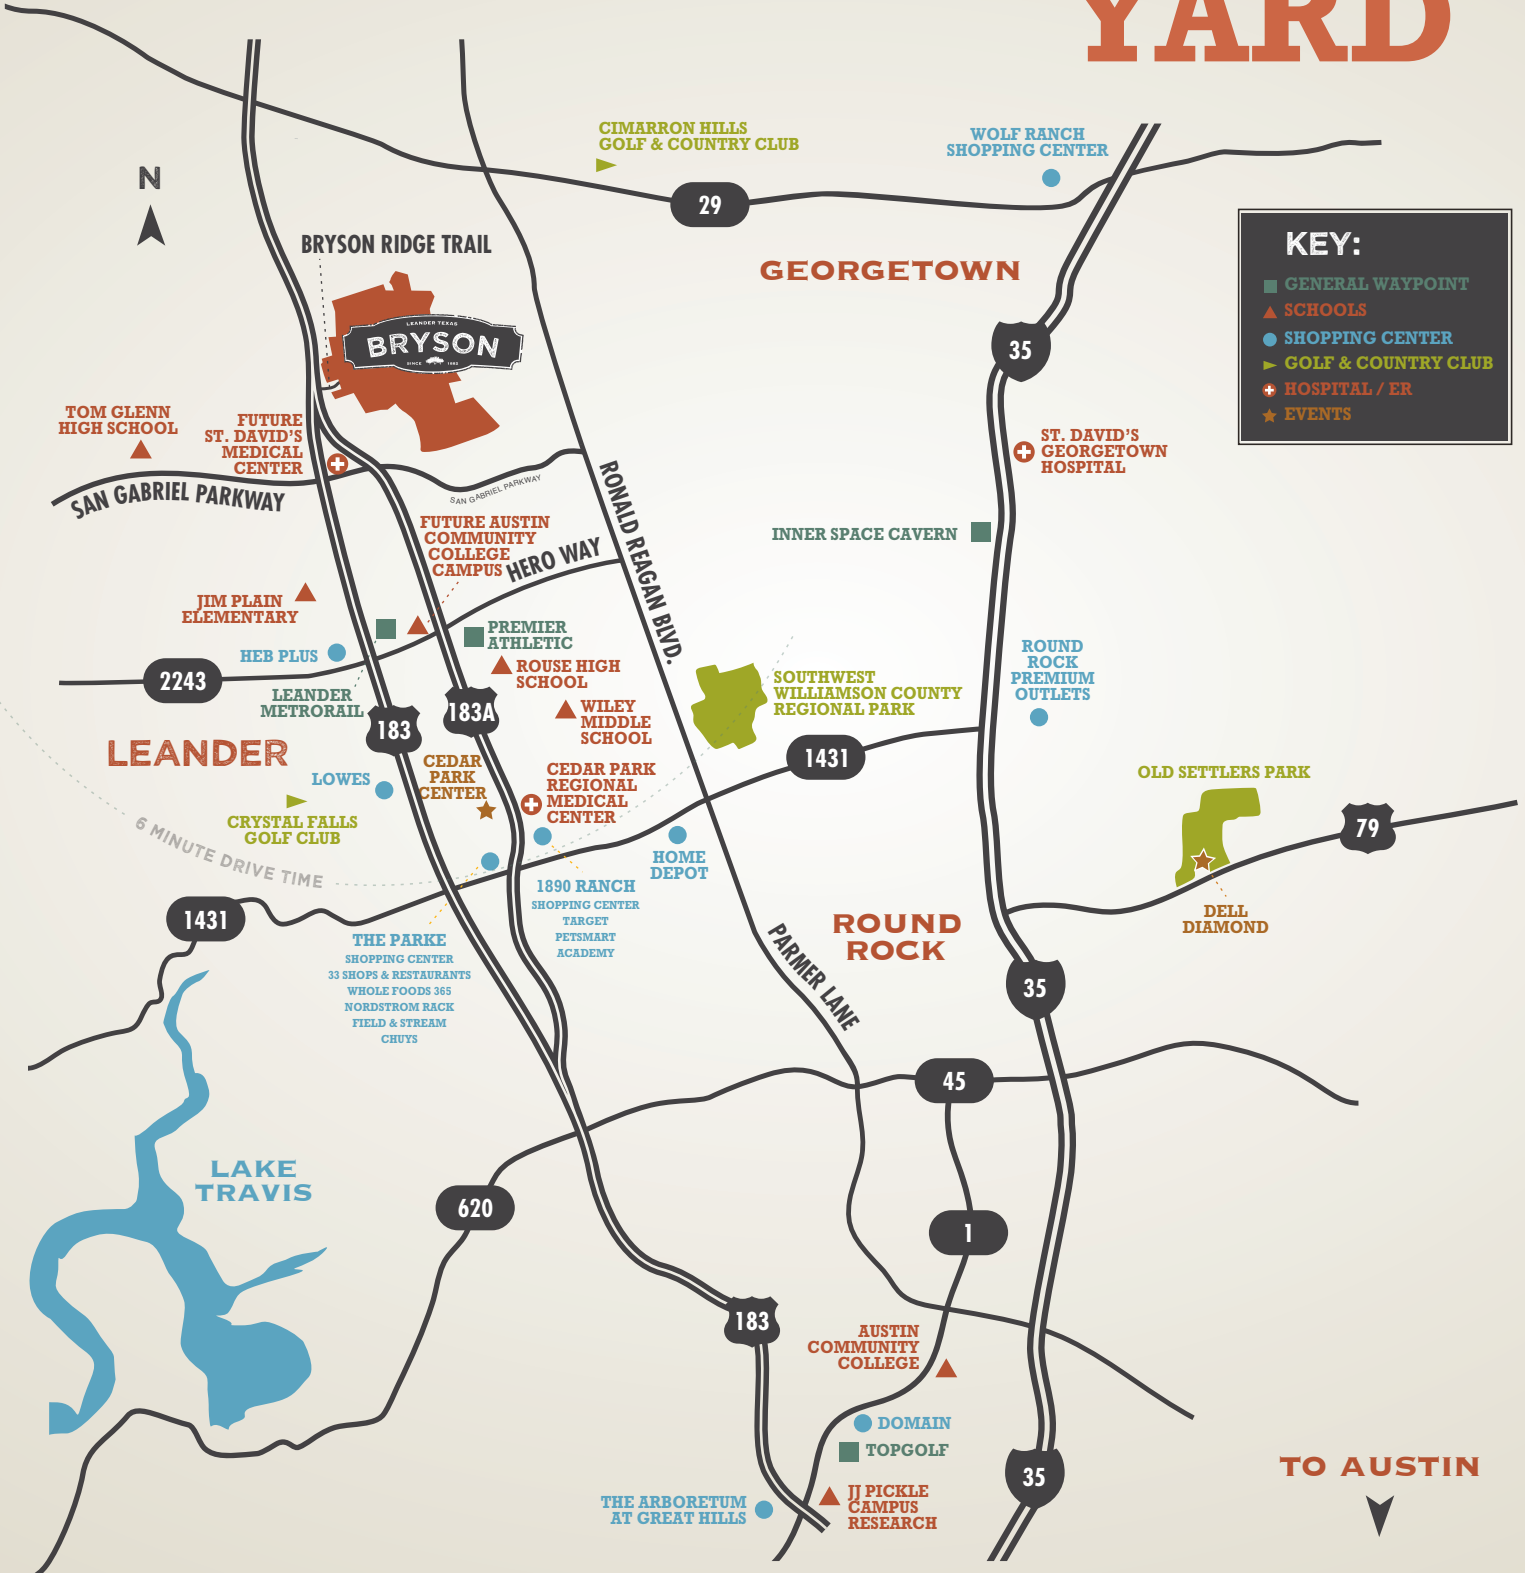 YARD
CIMARRON HILLS
GOLF & COUNTRY CLUB
WOLF RANCH
SHOPPING CENTER
N
29
BRYSON RIDGE TRAIL
GEORGETOWN
KEY:
GENERAL WAYPOINT
SCHOOLS
SHOPPING CENTER
GOLF & COUNTRY CLUB
HOSPITAL / ER
EVENTS
LEANDER TEXAS
BRYSON
SINCE
35
TOM GLENN
HIGH SCHOOL
FUTURE
ST. DAVID'S
MEDICAL
CENTER
ST. DAVID'S
GEORGETOWN
HOSPITAL
SAN GABRIEL PARKWAY
SAN GABRIEL PARKWAY
RONALD REAGAN BLVD.
FUTURE AUSTIN
COMMUNITY
COLLEGE
CAMPUS
HERO WAY
INNER SPACE CAVERN
JIM PLAIN
ELEMENTARY
HEB PLUS
PREMIER
ATHLETIC
ROUSE HIGH
SCHOOL
2243
LEANDER
METRORAIL
183
183A
WILEY
MIDDLE
SCHOOL
SOUTHWEST
WILLIAMSON COUNTY
REGIONAL PARK
ROUND
ROCK
PREMIUM
OUTLETS
LEANDER
1431
LOWES
CEDAR
PARK
CENTER
CEDAR PARK
REGIONAL
MEDICAL
CENTER
OLD SETTLERS PARK
79
CRYSTAL FALLS
GOLF CLUB
6 MINUTE DRIVE TIME
HOME
DEPOT
1890 RANCH
SHOPPING CENTER
TARGET
PETSMART
ACADEMY
1431
THE PARKE
SHOPPING CENTER
33 SHOPS & RESTAURANTS
WHOLE FOODS 365
NORDSTROM RACK
FIELD & STREAM
CHUYS
PARMER LANE
ROUND
ROCK
DELL
DIAMOND
35
45
LAKE
TRAVIS
620
1
183
AUSTIN
COMMUNITY
COLLEGE
DOMAIN
TOPGOLF
35
TO AUSTIN
THE ARBORETUM
AT GREAT HILLS
JJ PICKLE
CAMPUS
RESEARCH